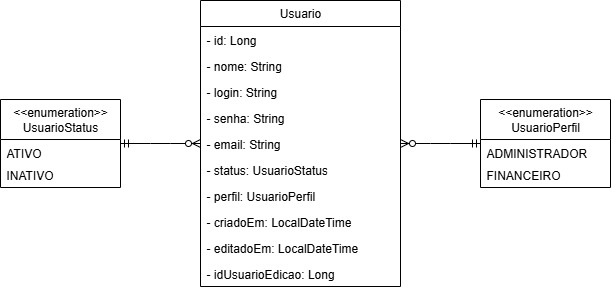 Usuario
- id: Long
- nome: String
- login: String
- senha: String
- email: String
- status: UsuarioStatus
- perfil: UsuarioPerfil
- criadoEm: LocalDateTime
- editadoEm: LocalDateTime
- idUsuarioEdicao: Long
<<enumeration>>
UsuarioStatus
ATIVO
INATIVO
<<enumeration>>
UsuarioPerfil
ADMINISTRADOR
FINANCEIRO